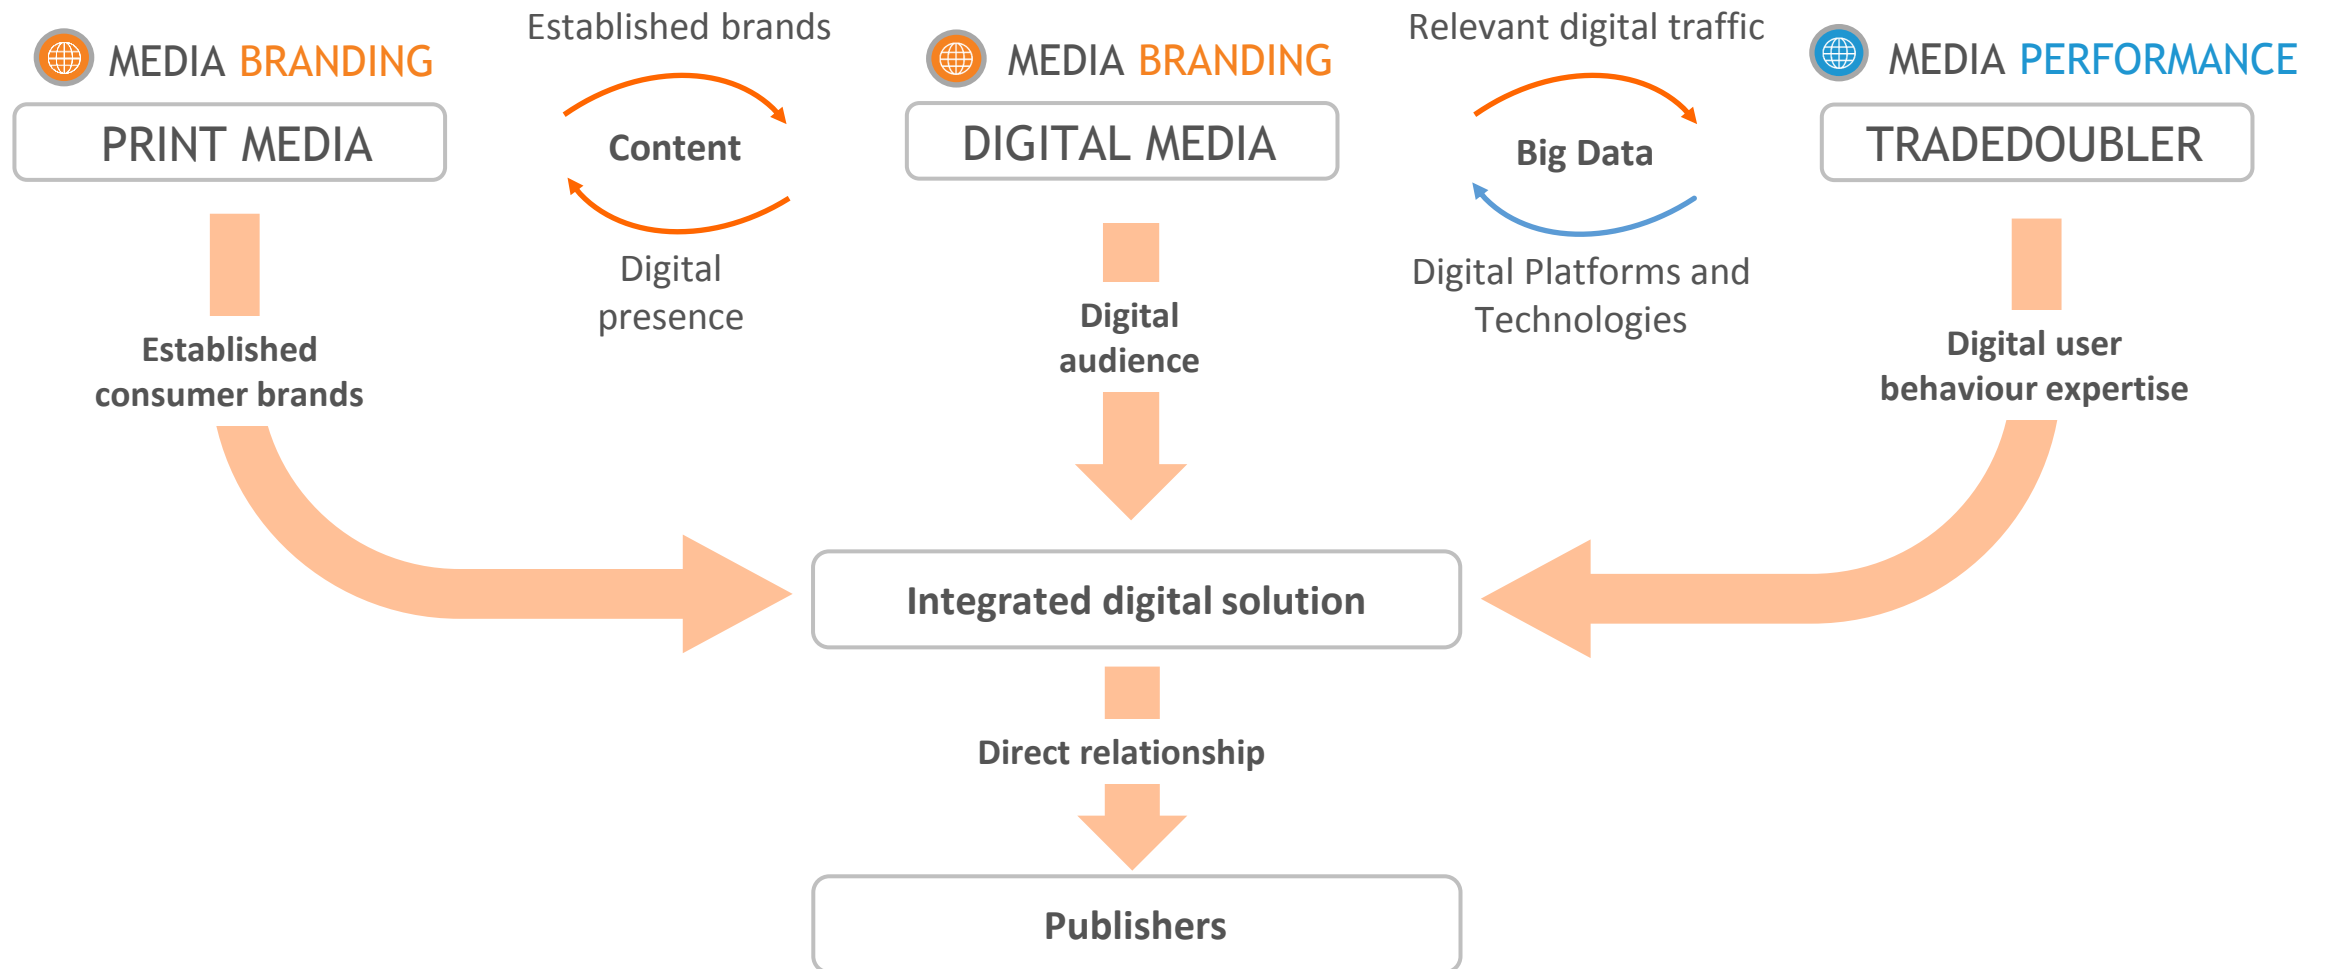 Established brands
Relevant digital traffic
MEDIA BRANDING
MEDIA BRANDING
MEDIA PERFORMANCE
PRINT MEDIA
Content
DIGITAL MEDIA
Big Data
TRADEDOUBLER
Digital
presence
Digital Platforms and
Technologies
Established
consumer brands
Digital
audience
Digital user
behaviour expertise
Integrated digital solution
Direct relationship
Publishers